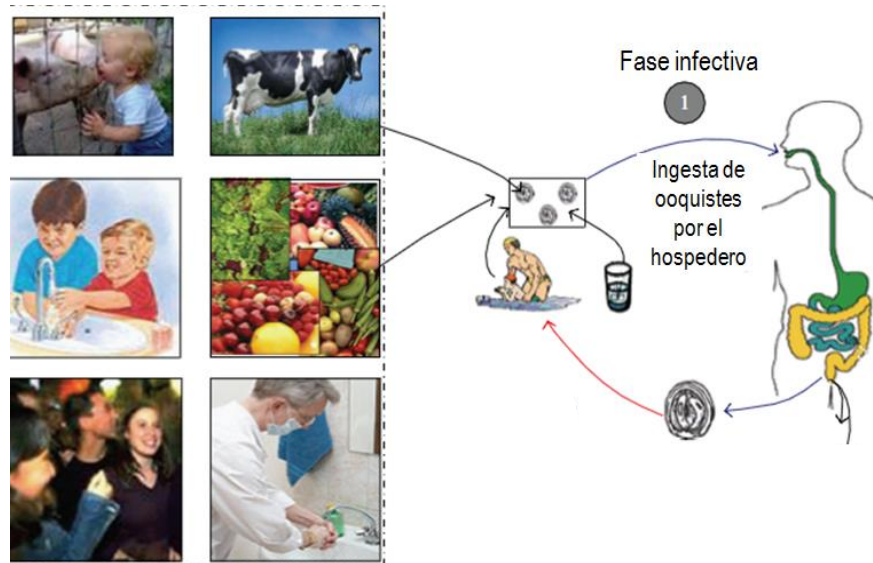 Fase infectiva
1
Ingesta de
ooquistes
por el
hospedero